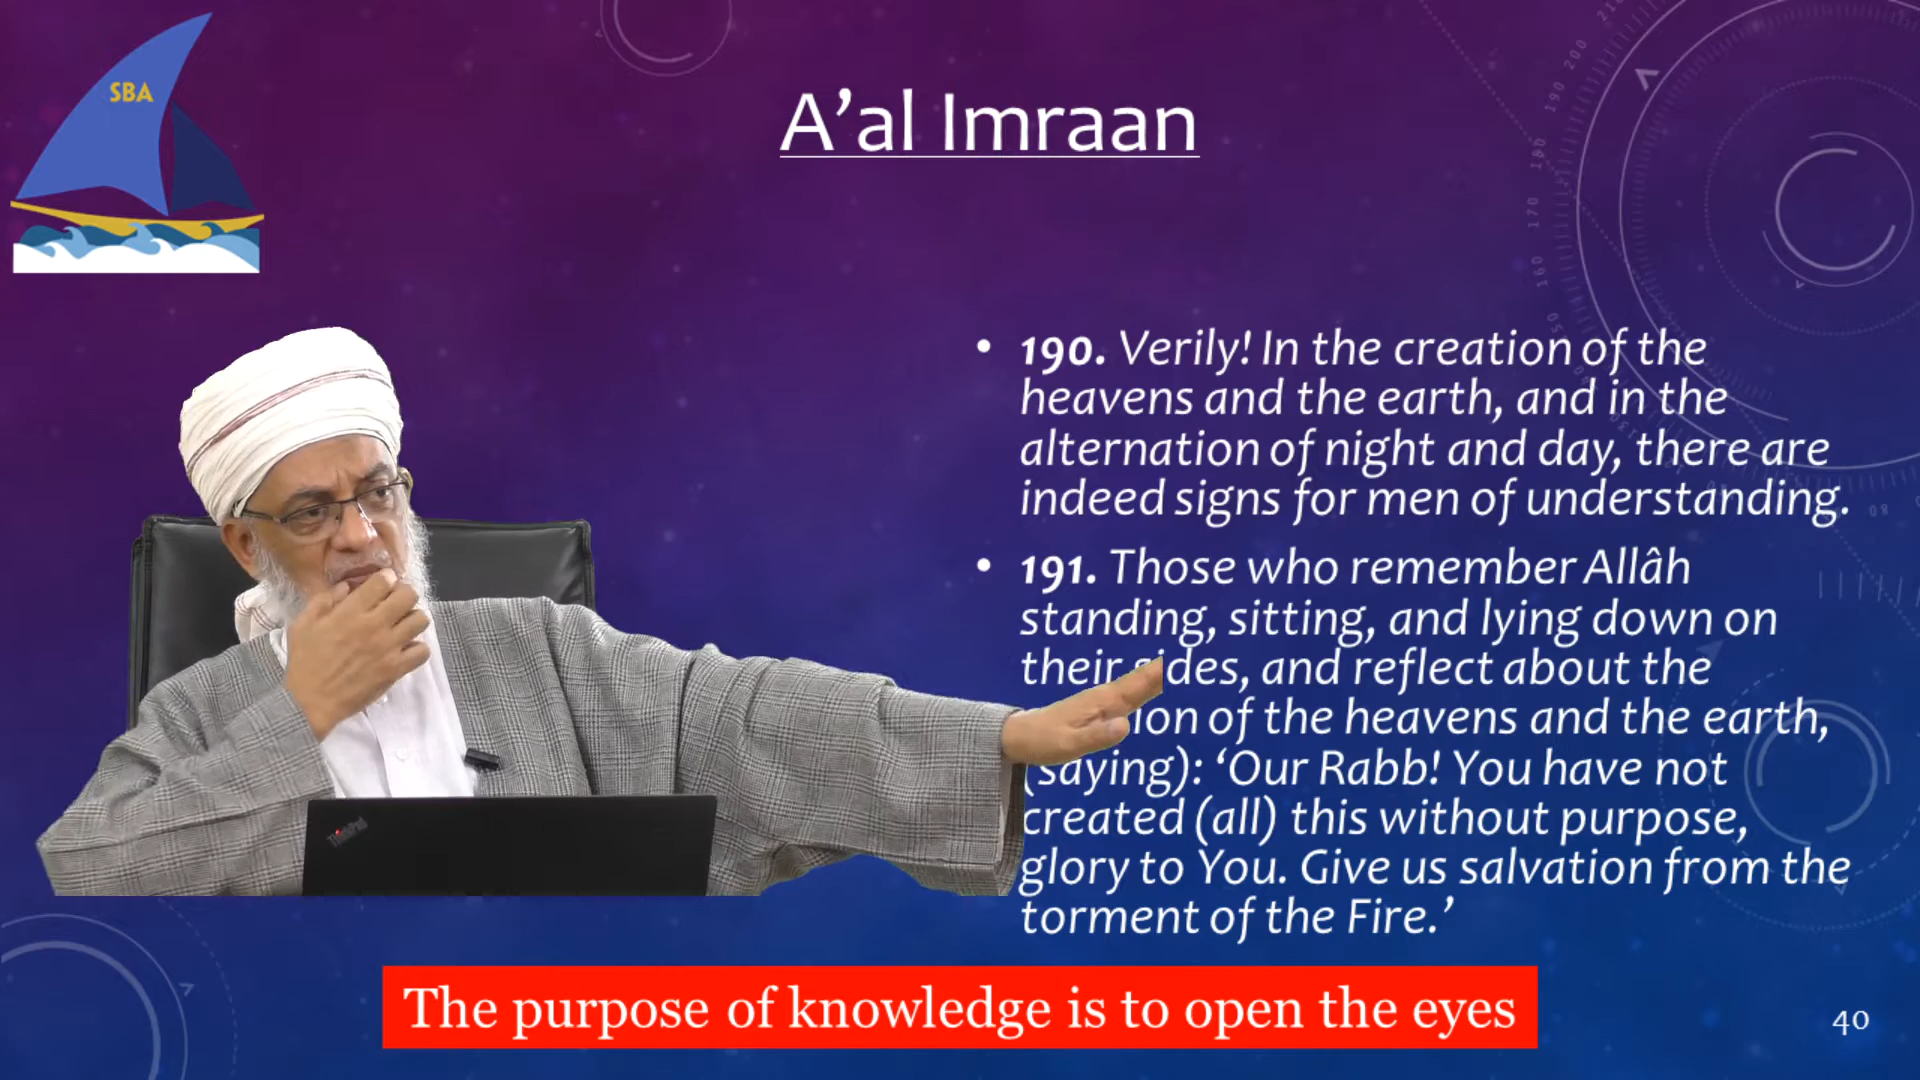 SBA
A’al Imraan
• 190. Verily! In the creation of the
heavens and the earth, and in the
alternation of night and day, there are
indeed signs for men of understanding.
• 191. Those who remember Allâh
standing, sitting, and lying down on
their sides, and reflect about the
of the heavens and the earth,
(saying): ‘Our Rabb! You have not
created (all) this without purpose,
glory to You. Give us salvation from the
torment of the Fire.’
ThinkPad
The purpose of knowledge is to open the eyes
40